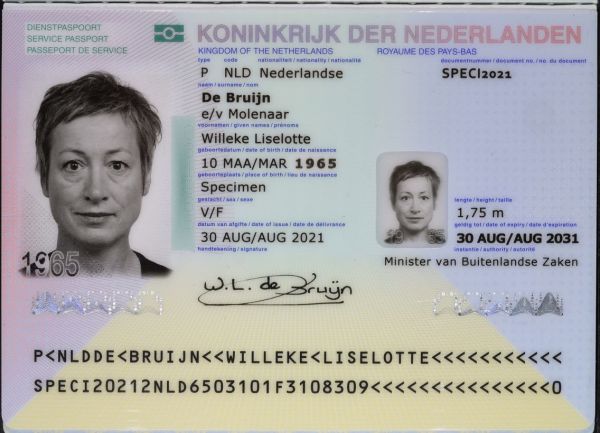 DIENSTPASPOORT
SERVICE PASSPORT
PASSEPORT DE SERVICE
KONINKRIJK DER NEDERLANDEN
KINGDOM OF THE NETHERLANDS ROYAUME DES PAYS-BAS
type code nationaliteit / nationality / nationalité documentnummer / document no. / no. du document
P NLD Nederlandse SPECI2021
naam / surname / nom
De Bruijn
e/v Molenaar
voornamen / given names / prénoms
Willeke Liselotte
geboortedatum / date of birth / date de naissance
10 MAA/MAR 1965
geboorteplaats / place of birth / lieu de naissance
Specimen
geslacht / sex / sexe lengte / height / taille
V/F 1,75 m
datum van afgifte / date of issue / date de délivrance geldig tot / date of expiry / date d'expiration
30 AUG/AUG 2021 30 AUG/AUG 2031
handtekening / signature instantie / authority / autorité
Minister van Buitenlandse Zaken
1965
W.L. de Bruijn
P<NLDDE<BRUIJN<<WILLEKE<LISELOTTE<<<<<<<<<<<
SPECI20212NLD6503101F3108309<<<<<<<<<<<<<<<0